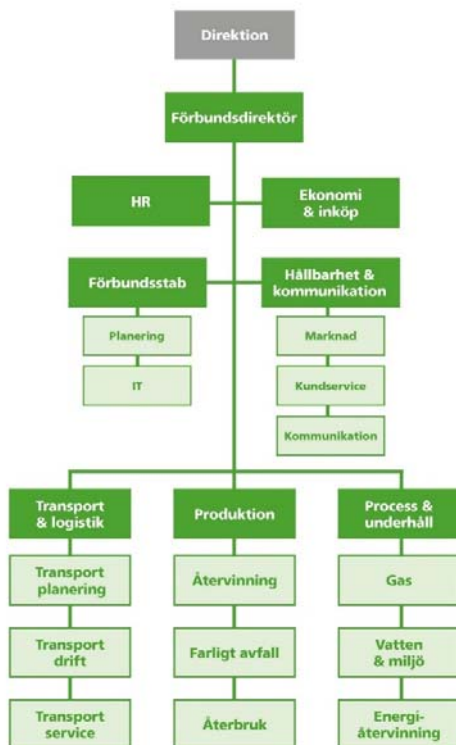 Direktion
Förbundsdirektör
HR
Ekonomi
& inköp
Förbundsstab
Hållbarhet &
kommunikation
Planering
Marknad
IT
Kundservice
Kommunikation
Transport
& logistik
Produktion
Process &
underhåll
Transport
planering
Återvinning
Gas
Transport
drift
Farligt avfall
Vatten
& miljö
Transport
service
Återbruk
Energi-
återvinning